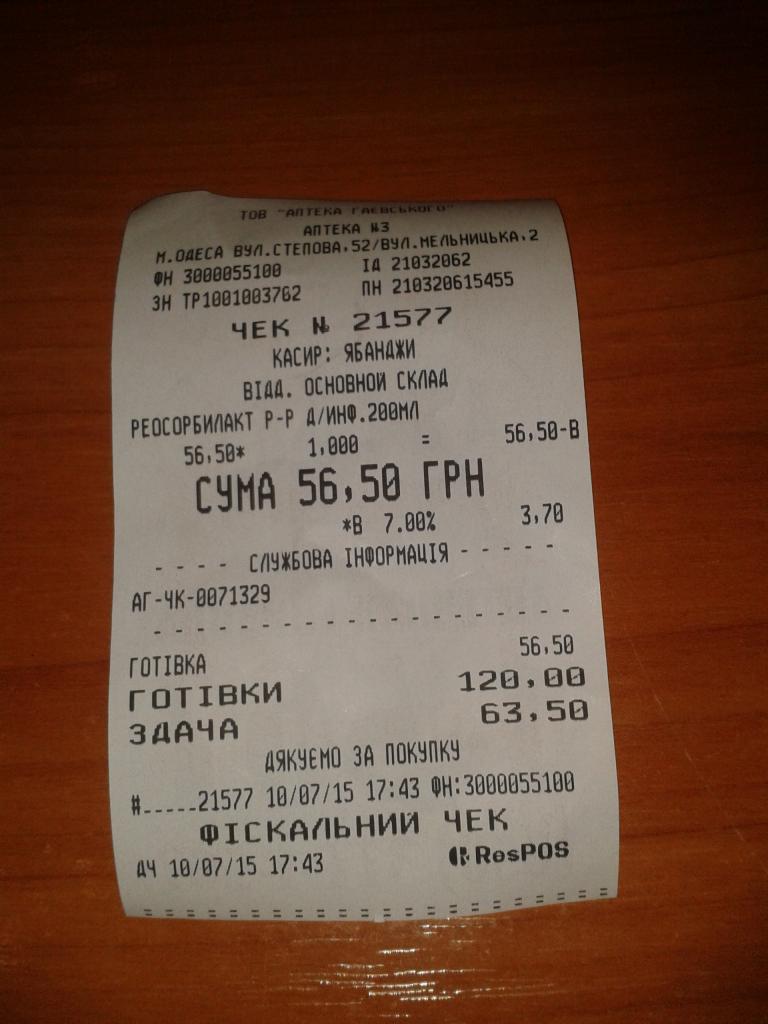 ТОВ "АПТЕКА ГАЄВСЬКОГО"
АПТЕКА №3
М.ОДЕСА ВУЛ.СТЕПОВА,52/ВУЛ.МЕЛЬНИЦЬКА,2
ФН 3000055100 ІД 21032062
ЗН ТР1001003762 ПН 210320615455
ЧЕК № 21577
КАСИР: ЯБАНДЖИ
ВІДД. ОСНОВНОЙ СКЛАД
РЕОСОРБИЛАКТ Р-Р Д/ИНФ.200МЛ
56,50* 1,000 = 56,50-В
СУМА 56,50 ГРН
*В 7.00% 3,70
- - - - СЛУЖБОВА ІНФОРМАЦІЯ - - - - -
АГ-ЧК-0071329
- - - - - - - - - - - - - - - - - - - - - - -
ГОТІВКА 56,50
ГОТІВКИ 120,00
ЗДАЧА 63,50
ДЯКУЄМО ЗА ПОКУПКУ
#_____21577 10/07/15 17:43 ФН:3000055100
ФІСКАЛЬНИЙ ЧЕК
ДЧ 10/07/15 17:43 ResPOS